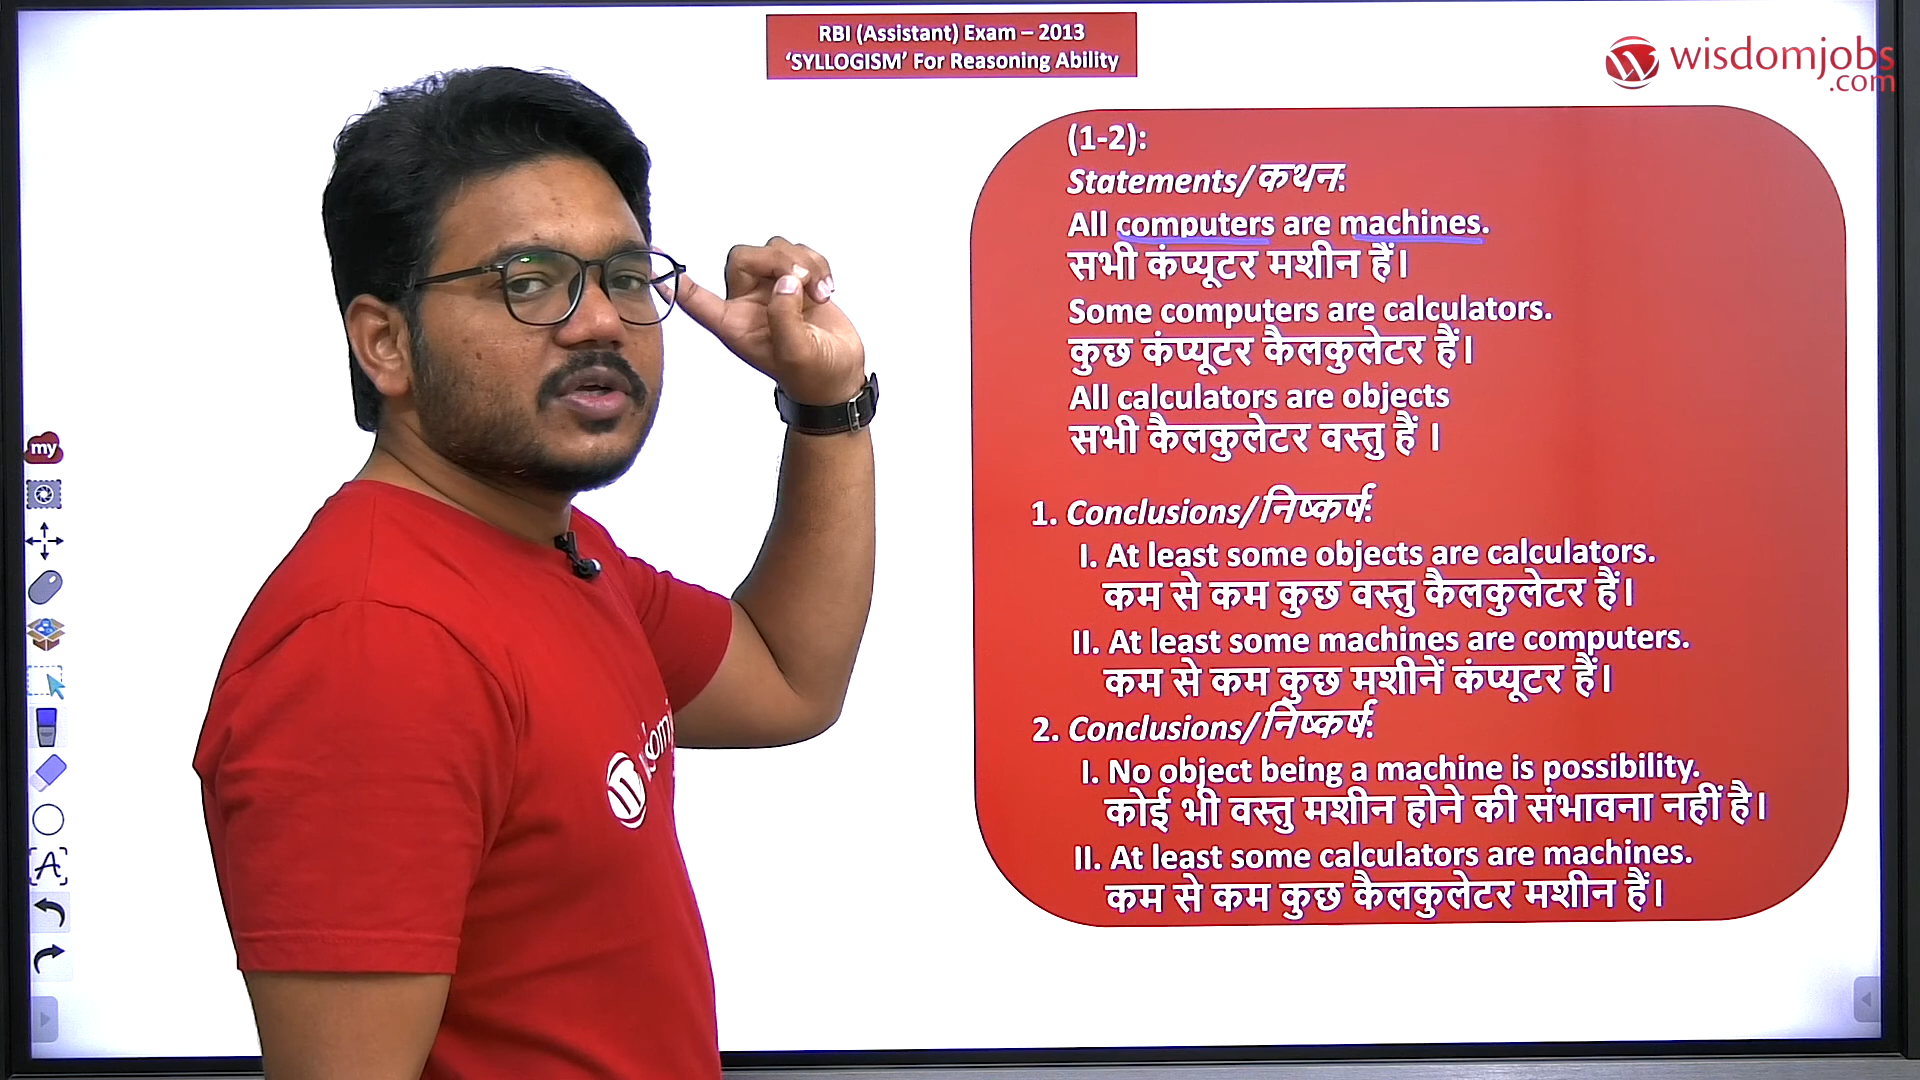 RBI (Assistant) Exam – 2013
‘SYLLOGISM’ For Reasoning Ability
wisdomjobs
.com
(1-2):
Statements/कथन:
All computers are machines.
सभी कंप्यूटर मशीन हैं।
Some computers are calculators.
कुछ कंप्यूटर कैलकुलेटर हैं।
All calculators are objects
सभी कैलकुलेटर वस्तु हैं ।
1. Conclusions/निष्कर्ष:
I. At least some objects are calculators.
कम से कम कुछ वस्तु कैलकुलेटर हैं।
II. At least some machines are computers.
कम से कम कुछ मशीनें कंप्यूटर हैं।
2. Conclusions/निष्कर्ष:
I. No object being a machine is possibility.
कोई भी वस्तु मशीन होने की संभावना नहीं है।
II. At least some calculators are machines.
कम से कम कुछ कैलकुलेटर मशीन हैं।
my
A